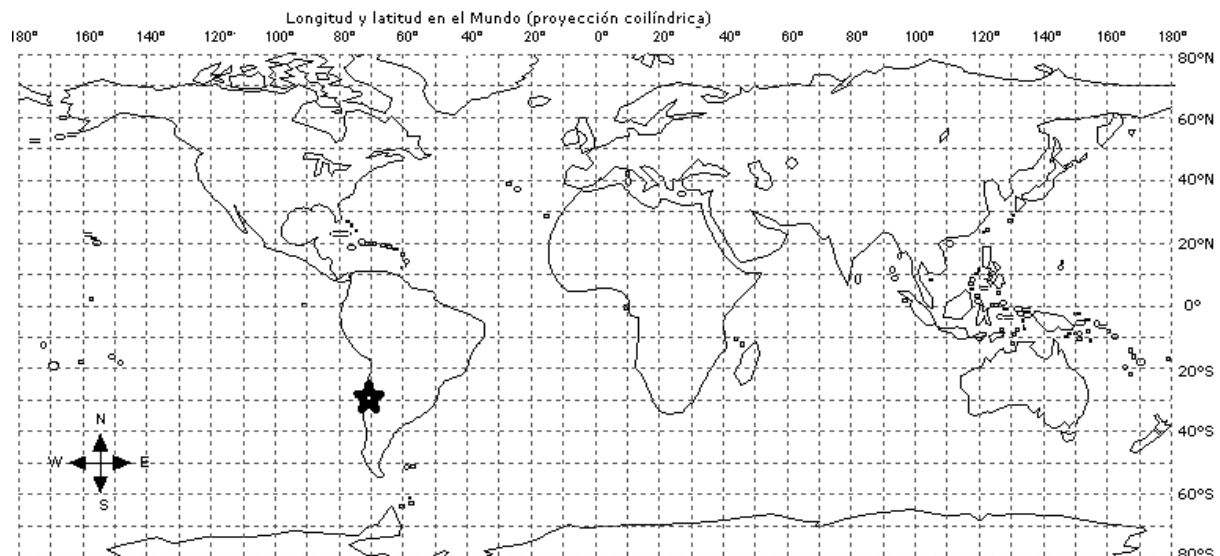 Longitud y latitud en el Mundo (proyección coilíndrica)
180° 160° 140° 120° 100° 80° 60° 40° 20° 0° 20° 40° 60° 80° 100° 120° 140° 160° 180°
80°N
60°N
40°N
20°N
0°
20°S
40°S
N
W E
S
60°S
80°S